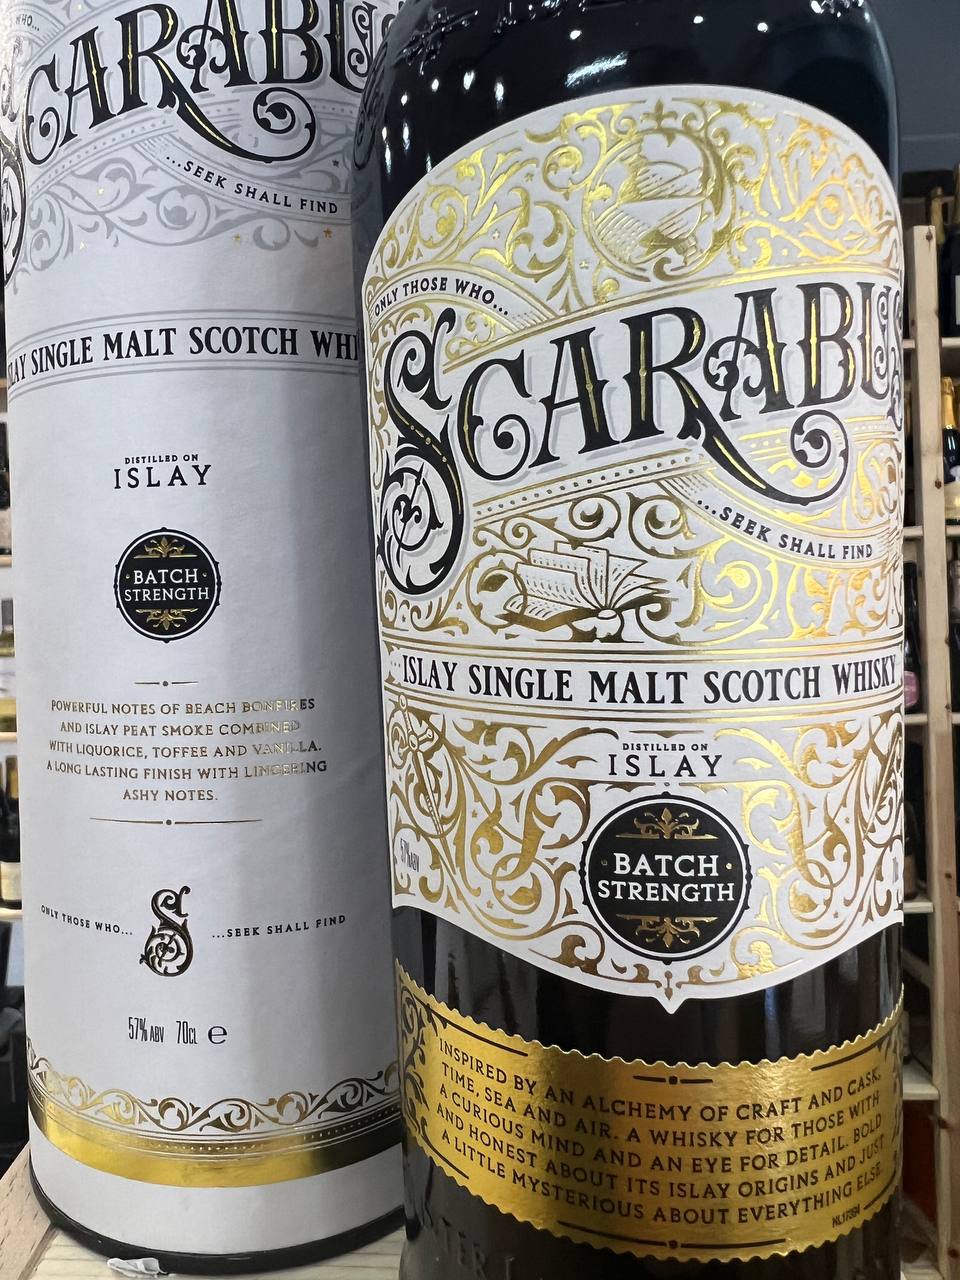 WHO...
SCARABUS
...SEEK SHALL FIND
ISLAY SINGLE MALT SCOTCH WHI
DISTILLED ON
ISLAY
BATCH
STRENGTH
POWERFUL NOTES OF BEACH BONFIRES
AND ISLAY PEAT SMOKE COMBINED
WITH LIQUORICE, TOFFEE AND VANILLA.
A LONG LASTING FINISH WITH LINGERING
ASHY NOTES.
ONLY THOSE WHO...
S
...SEEK SHALL FIND
57% ABV 70CL e
ONLY THOSE WHO...
SCARABUS
...SEEK SHALL FIND
ISLAY SINGLE MALT SCOTCH WHISKY
DISTILLED ON
ISLAY
57% ABV
BATCH
STRENGTH
INSPIRED BY AN ALCHEMY OF CRAFT AND CASK,
TIME, SEA AND AIR. A WHISKY FOR THOSE WITH
A CURIOUS MIND AND AN EYE FOR DETAIL. BOLD
AND HONEST ABOUT ITS ISLAY ORIGINS AND JUST
A LITTLE MYSTERIOUS ABOUT EVERYTHING ELSE.